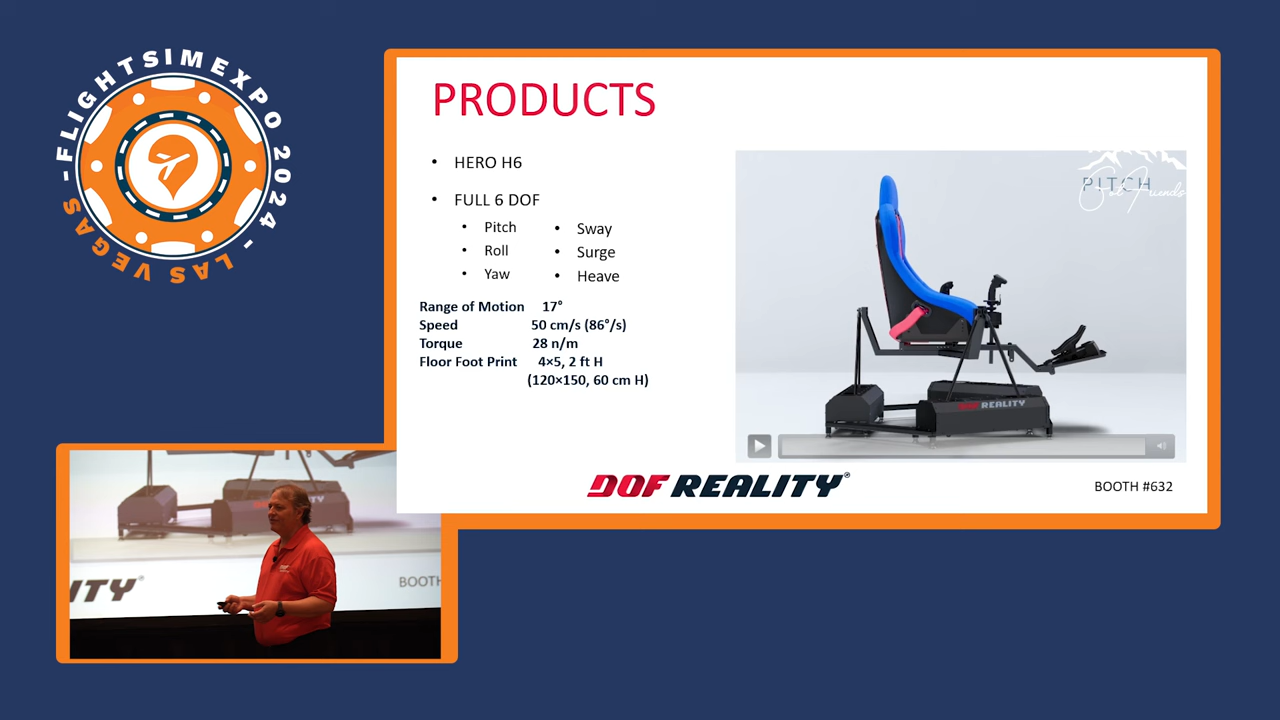 FLIGHTSIMEXPO 2024 - LAS VEGAS -
PRODUCTS
• HERO H6
• FULL 6 DOF
• Pitch
• Roll
• Yaw
• Sway
• Surge
• Heave
Range of Motion 17°
Speed 50 cm/s (86°/s)
Torque 28 n/m
Floor Foot Print 4×5, 2 ft H
(120×150, 60 cm H)
PITCH
DOF REALITY
DOF REALITY®
BOOTH #632
DOF REALITY
ITY®
BOOTH